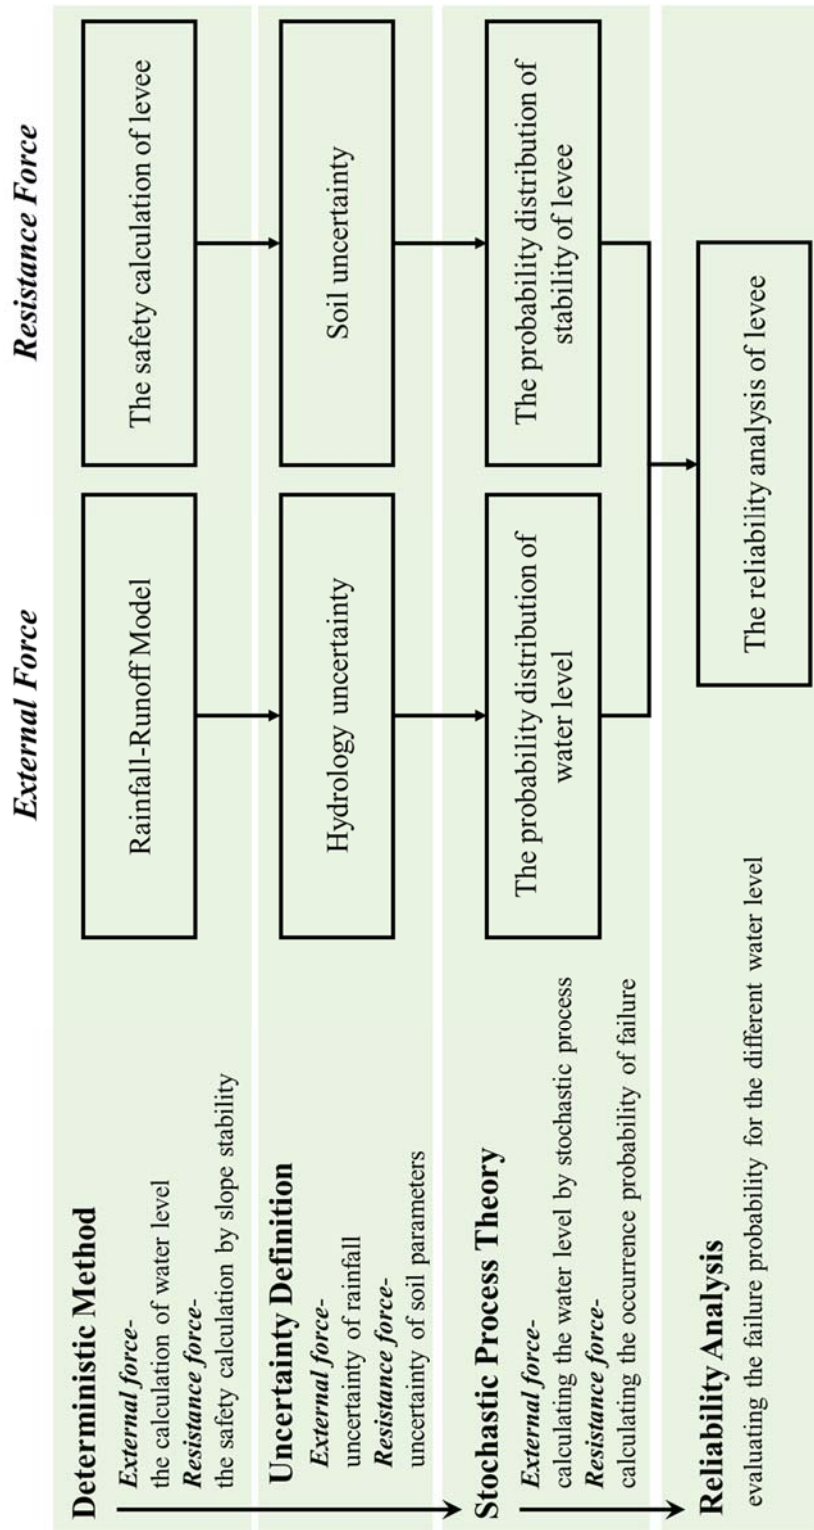 External Force
Resistance Force
Deterministic Method
External force-
the calculation of water level
Resistance force-
the safety calculation by slope stability
Rainfall-Runoff Model
The safety calculation of levee
Uncertainty Definition
External force-
uncertainty of rainfall
Resistance force-
uncertainty of soil parameters
Hydrology uncertainty
Soil uncertainty
Stochastic Process Theory
External force-
calculating the water level by stochastic process
Resistance force-
calculating the occurrence probability of failure
The probability distribution of
water level
The probability distribution of
stability of levee
Reliability Analysis
evaluating the failure probability for the different water level
The reliability analysis of levee